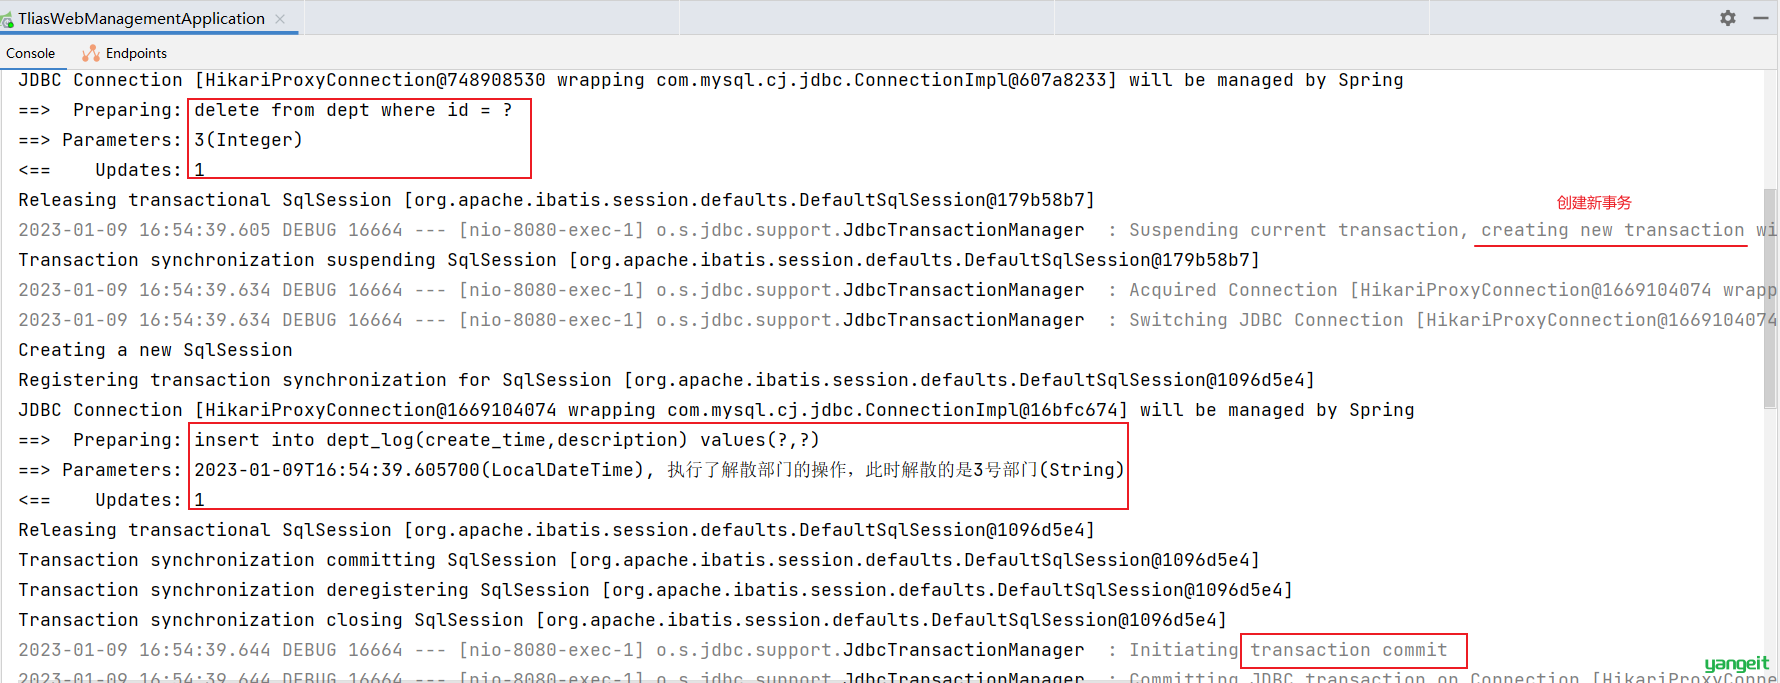 TliasWebManagementApplication
Console Endpoints
JDBC Connection [HikariProxyConnection@748908530 wrapping com.mysql.cj.jdbc.ConnectionImpl@607a8233] will be managed by Spring
==>  Preparing: delete from dept where id = ?
==> Parameters: 3(Integer)
<==    Updates: 1
Releasing transactional SqlSession [org.apache.ibatis.session.defaults.DefaultSqlSession@179b58b7]
创建新事务
2023-01-09 16:54:39.605 DEBUG 16664 --- [nio-8080-exec-1] o.s.jdbc.support.JdbcTransactionManager  : Suspending current transaction, creating new transaction wi
Transaction synchronization suspending SqlSession [org.apache.ibatis.session.defaults.DefaultSqlSession@179b58b7]
2023-01-09 16:54:39.634 DEBUG 16664 --- [nio-8080-exec-1] o.s.jdbc.support.JdbcTransactionManager  : Acquired Connection [HikariProxyConnection@1669104074 wrapp
2023-01-09 16:54:39.634 DEBUG 16664 --- [nio-8080-exec-1] o.s.jdbc.support.JdbcTransactionManager  : Switching JDBC Connection [HikariProxyConnection@1669104074
Creating a new SqlSession
Registering transaction synchronization for SqlSession [org.apache.ibatis.session.defaults.DefaultSqlSession@1096d5e4]
JDBC Connection [HikariProxyConnection@1669104074 wrapping com.mysql.cj.jdbc.ConnectionImpl@16bfc674] will be managed by Spring
==>  Preparing: insert into dept_log(create_time,description) values(?,?)
==> Parameters: 2023-01-09T16:54:39.605700(LocalDateTime), 执行了解散部门的操作，此时解散的是3号部门(String)
<==    Updates: 1
Releasing transactional SqlSession [org.apache.ibatis.session.defaults.DefaultSqlSession@1096d5e4]
Transaction synchronization committing SqlSession [org.apache.ibatis.session.defaults.DefaultSqlSession@1096d5e4]
Transaction synchronization deregistering SqlSession [org.apache.ibatis.session.defaults.DefaultSqlSession@1096d5e4]
Transaction synchronization closing SqlSession [org.apache.ibatis.session.defaults.DefaultSqlSession@1096d5e4]
2023-01-09 16:54:39.644 DEBUG 16664 --- [nio-8080-exec-1] o.s.jdbc.support.JdbcTransactionManager  : Initiating transaction commit
2023-01-09 16:54:39.644 DEBUG 16664 --- [nio-8080-exec-1] o.s.jdbc.support.JdbcTransactionManager  : Committing JDBC transaction on Connection [HikariProxyConne
yangeit